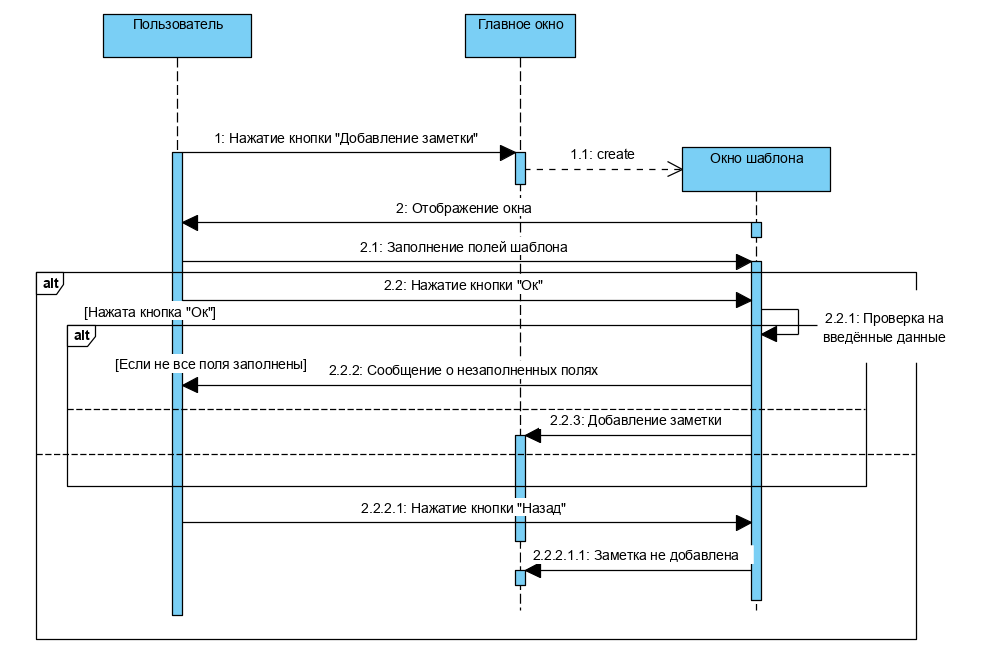 Пользователь
Главное окно
1: Нажатие кнопки "Добавление заметки"
1.1: create
Окно шаблона
2: Отображение окна
2.1: Заполнение полей шаблона
alt
2.2: Нажатие кнопки "Ок"
[Нажата кнопка "Ок"]
2.2.1: Проверка на
введённые данные
alt
[Если не все поля заполнены]
2.2.2: Сообщение о незаполненных полях
2.2.3: Добавление заметки
2.2.2.1: Нажатие кнопки "Назад"
2.2.2.1.1: Заметка не добавлена